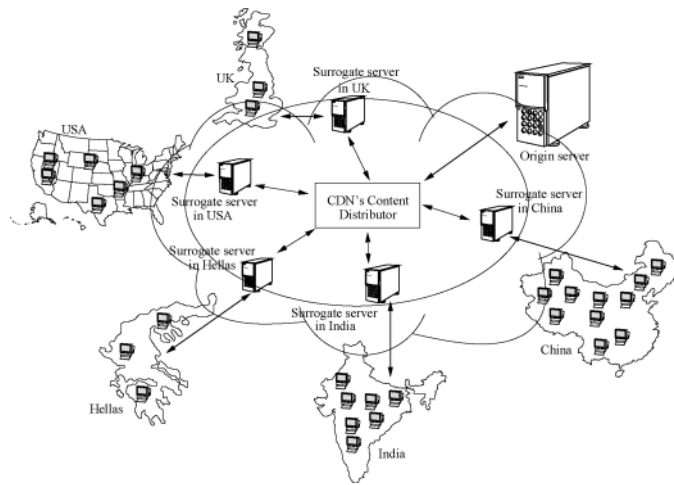 UK
Surrogate server
in UK
USA
Origin server
Surrogate server
in USA
CDN's Content
Distributor
Surrogate server
in China
Surrogate server
in Hellas
Surrogate server
in India
China
Hellas
India